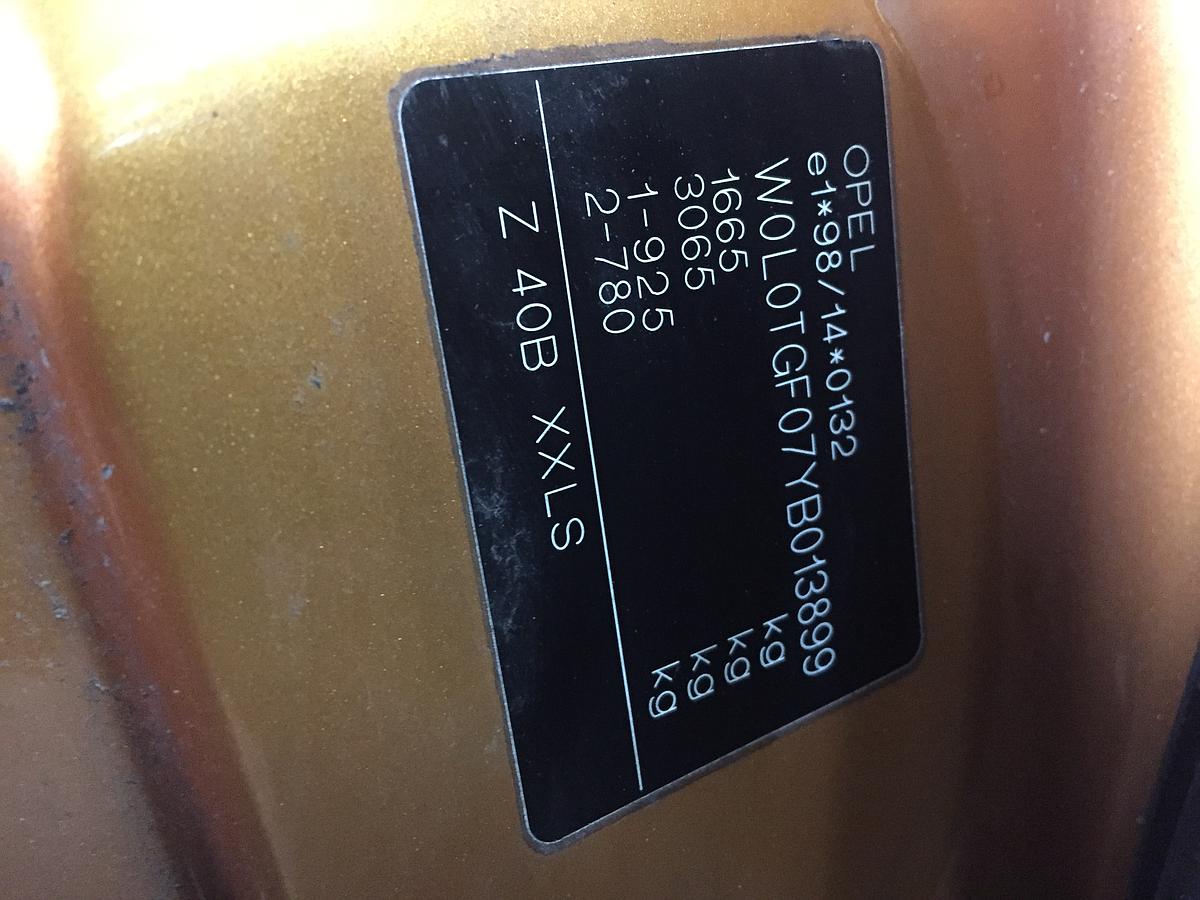 OPEL
e1*98/14*0132
W0L0TGF07YB013899
1665 kg
3065 kg
1-925 kg
2-780 kg
Z 40B XXLS